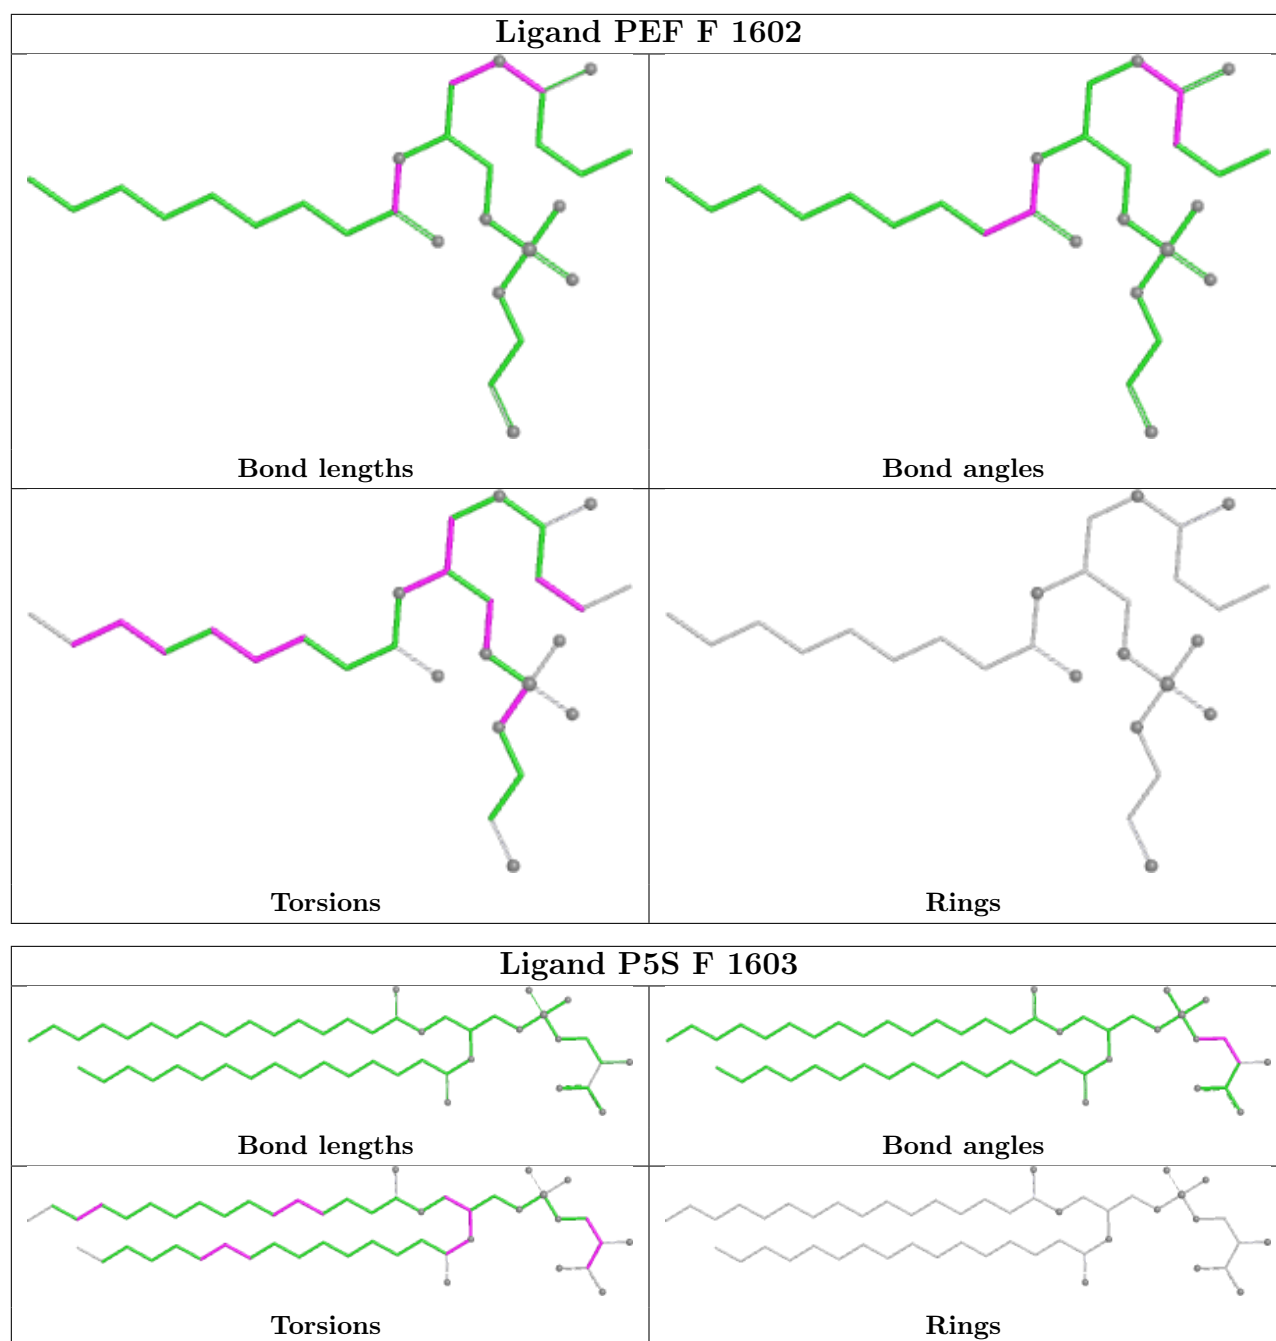 Ligand PEF F 1602
Bond lengths
Bond angles
Torsions
Rings
Ligand P5S F 1603
Bond lengths
Bond angles
Torsions
Rings